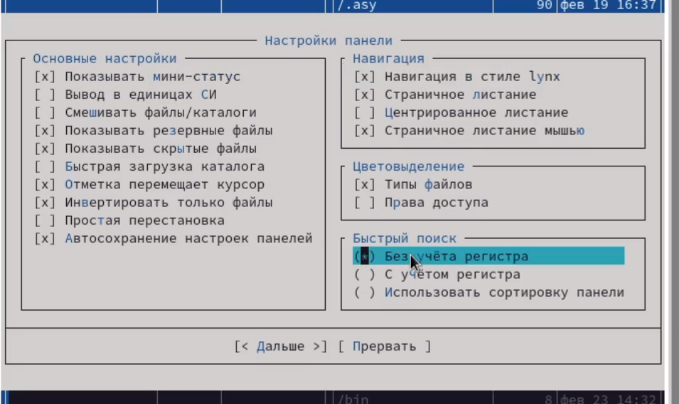 /.asy 90 фев 19 16:37
Настройки панели
Основные настройки
[x] Показывать мини-статус
[ ] Вывод в единицах СИ
[ ] Смешивать файлы/каталоги
[x] Показывать резервные файлы
[x] Показывать скрытые файлы
[ ] Быстрая загрузка каталога
[x] Отметка перемещает курсор
[x] Инвертировать только файлы
[ ] Простая перестановка
[x] Автосохранение настроек панелей
Навигация
[x] Навигация в стиле lynx
[x] Страничное листание
[ ] Центрированное листание
[x] Страничное листание мышью
Цветовыделение
[x] Типы файлов
[ ] Права доступа
Быстрый поиск
(*) Без учёта регистра
( ) С учётом регистра
( ) Использовать сортировку панели
[< Дальше >] [ Прервать ]
/bin 8 фев 23 14:32